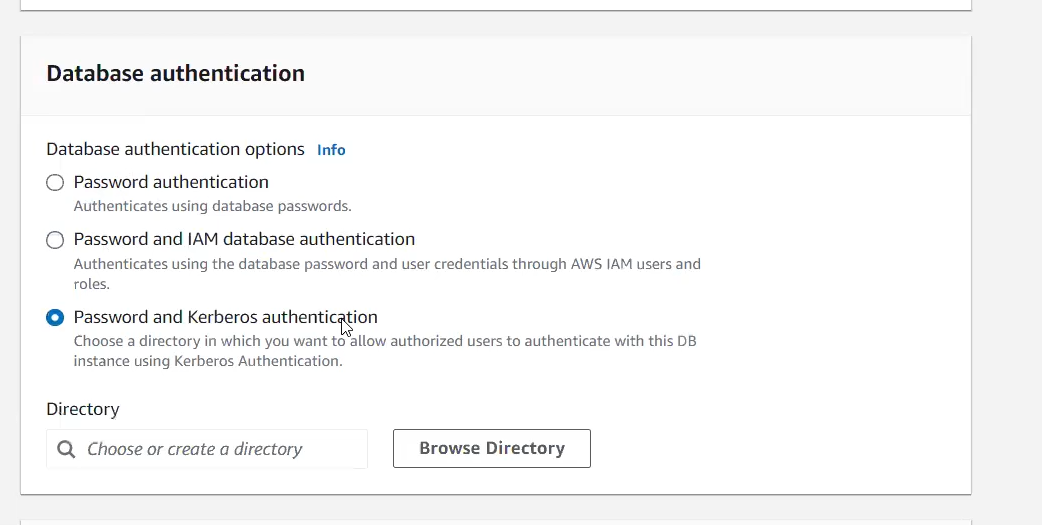 Database authentication
Database authentication options Info
Password authentication
Authenticates using database passwords.
Password and IAM database authentication
Authenticates using the database password and user credentials through AWS IAM users and
roles.
Password and Kerberos authentication
Choose a directory in which you want to allow authorized users to authenticate with this DB
instance using Kerberos Authentication.
Directory
Choose or create a directory
Browse Directory